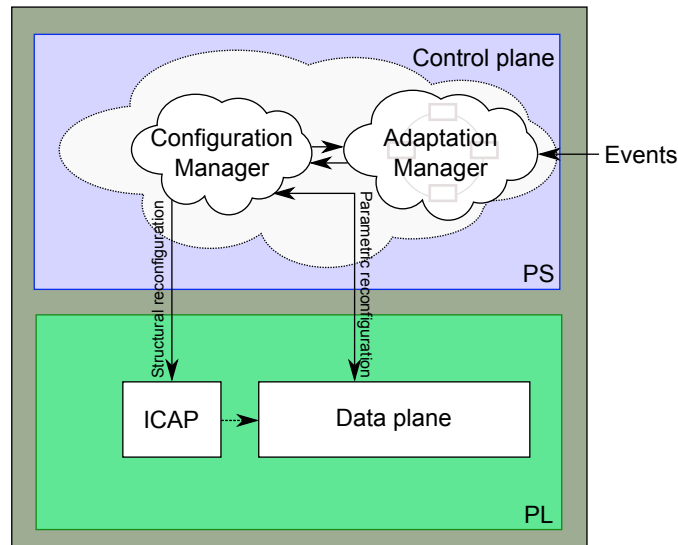 Control plane
Configuration
Manager
Adaptation
Manager
Events
Structural reconfiguration
Parametric reconfiguration
PS
ICAP
Data plane
PL